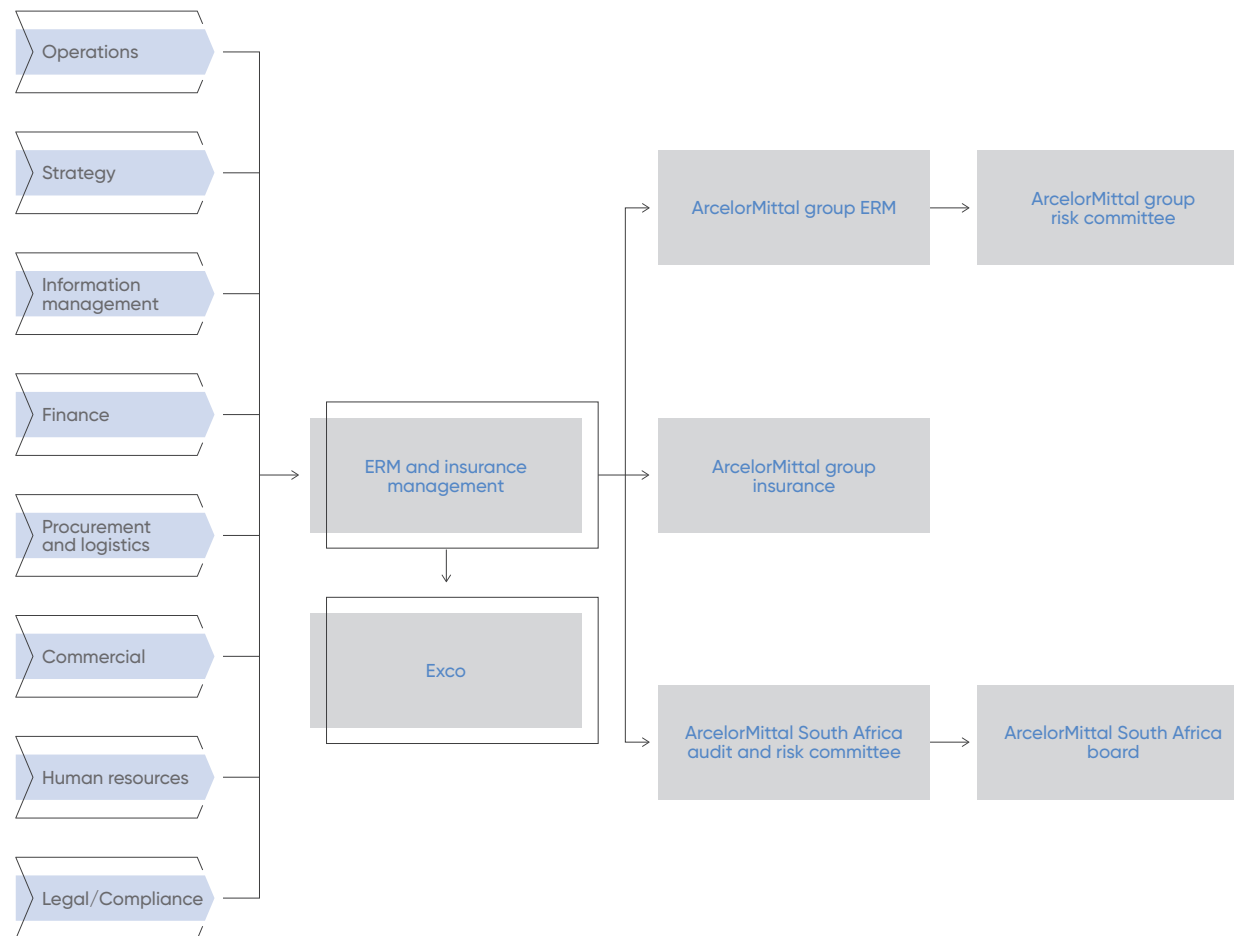 Operations
Strategy
Information
management
Finance
Procurement
and logistics
Commercial
Human resources
Legal/Compliance
ERM and insurance
management
Exco
ArcelorMittal group ERM
ArcelorMittal group
risk committee
ArcelorMittal group
insurance
ArcelorMittal South Africa
audit and risk committee
ArcelorMittal South Africa
board